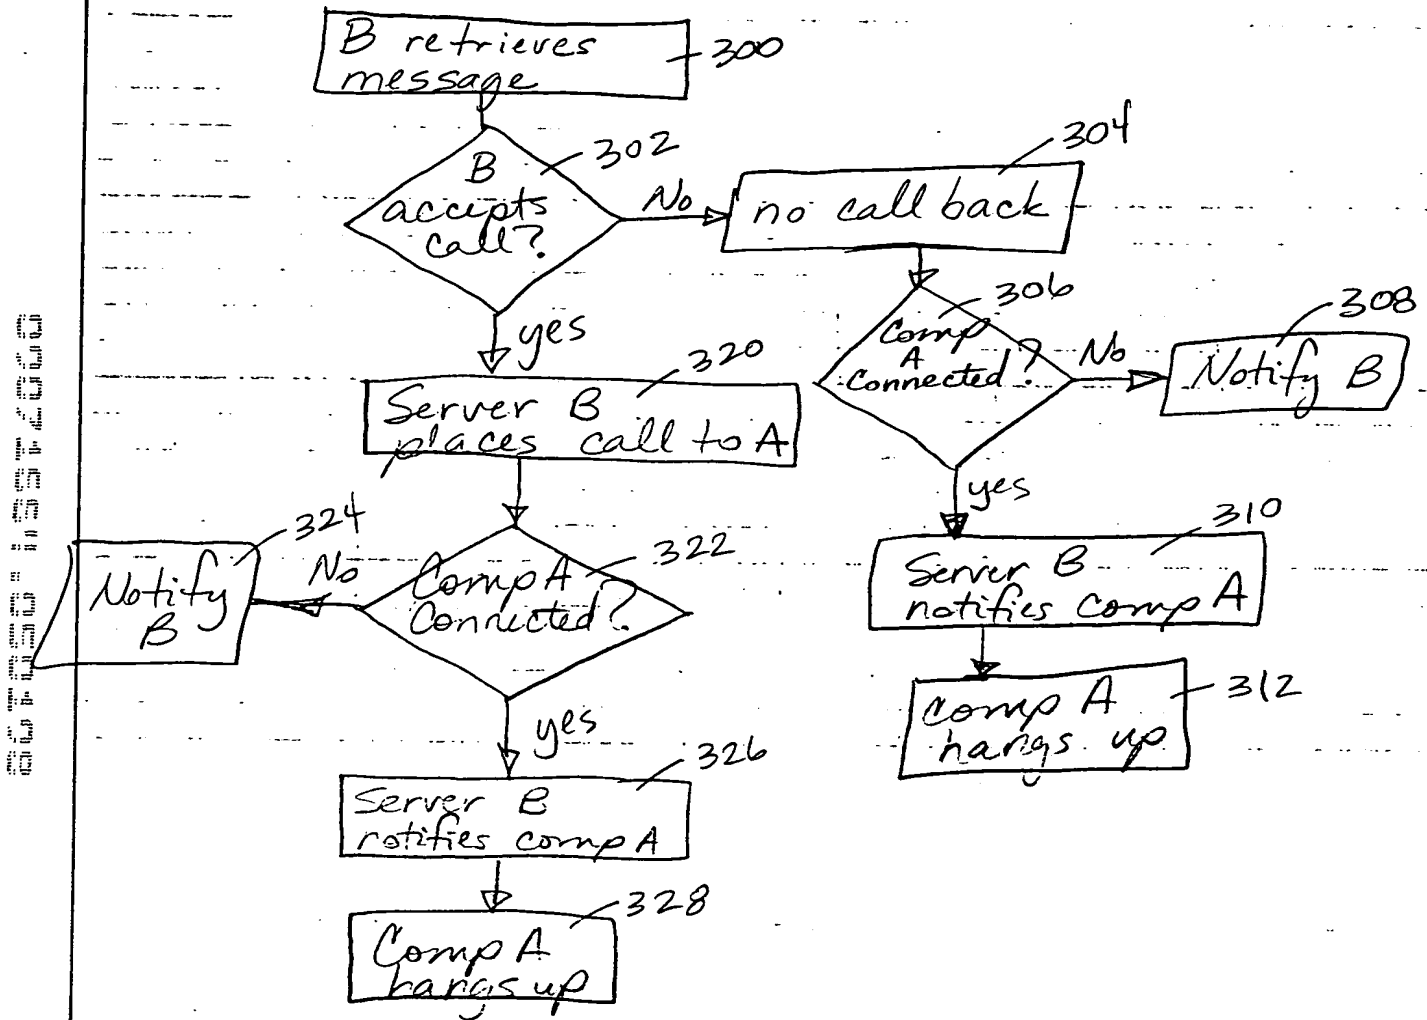 B retrieves
message
300
B
accepts
call?
302
No
no call back
304
yes
Comp
A
connected?
306
No
Notify B
308
Server B
places call to A
320
yes
Server B
notifies comp A
310
Comp A
Connected?
322
No
Notify
B
324
comp A
hangs up
312
yes
Server B
notifies comp A
326
Comp A
hangs up
328